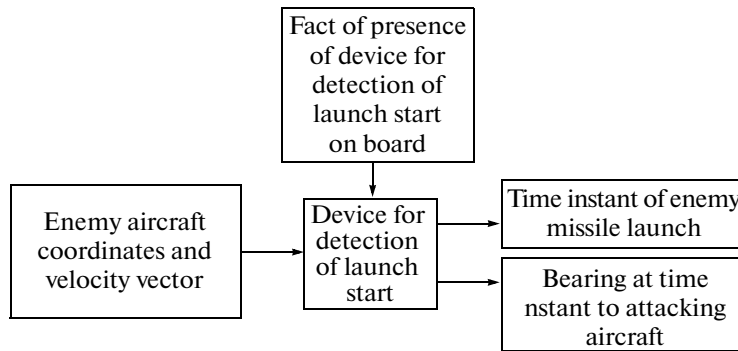 Fact of presence
of device for
detection of
launch start
on board
Enemy aircraft
coordinates and
velocity vector
Device for
detection
of launch
start
Time instant of enemy
missile launch
Bearing at time
nstant to attacking
aircraft